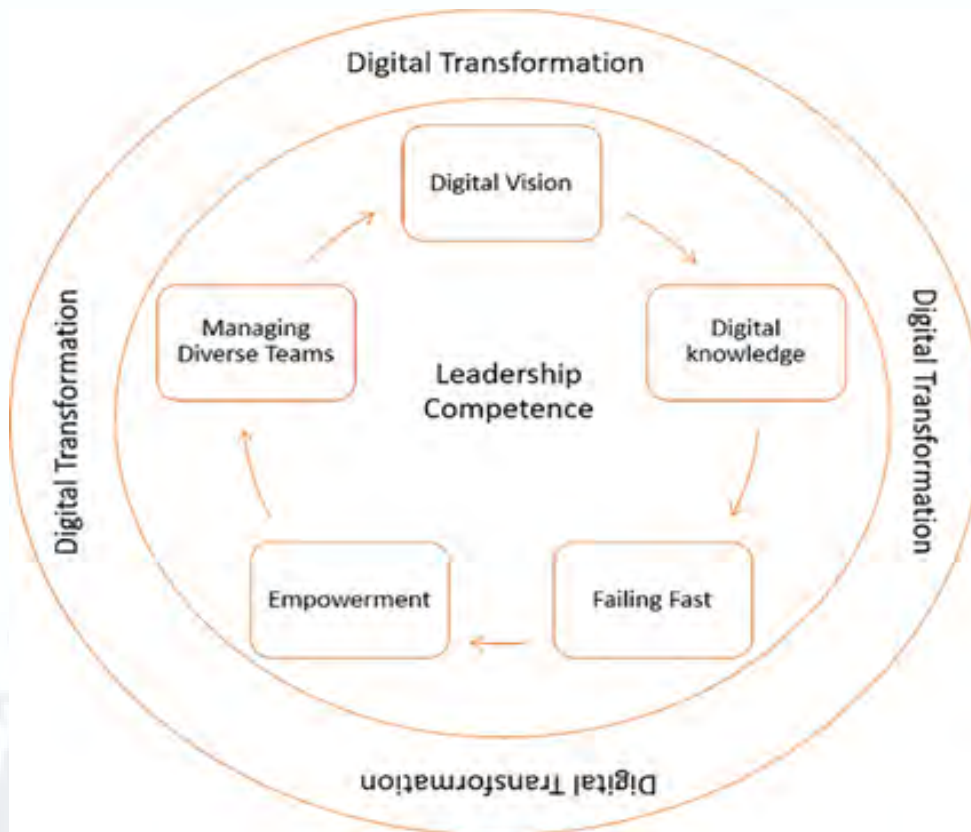 Digital Transformation
Digital Vision
Managing
Diverse Teams
Digital
knowledge
Leadership
Competence
Digital Transformation
Digital Transformation
Empowerment
Failing Fast
Digital Transformation